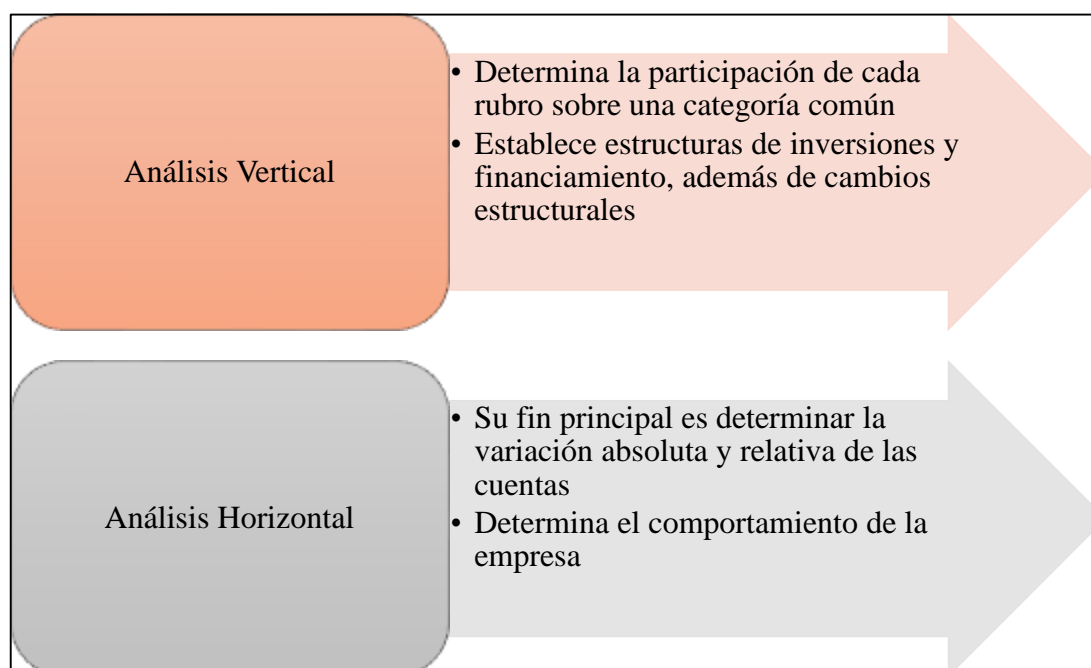 Análisis Vertical
• Determina la participación de cada
rubro sobre una categoría común
• Establece estructuras de inversiones y
financiamiento, además de cambios
estructurales
Análisis Horizontal
• Su fin principal es determinar la
variación absoluta y relativa de las
cuentas
• Determina el comportamiento de la
empresa